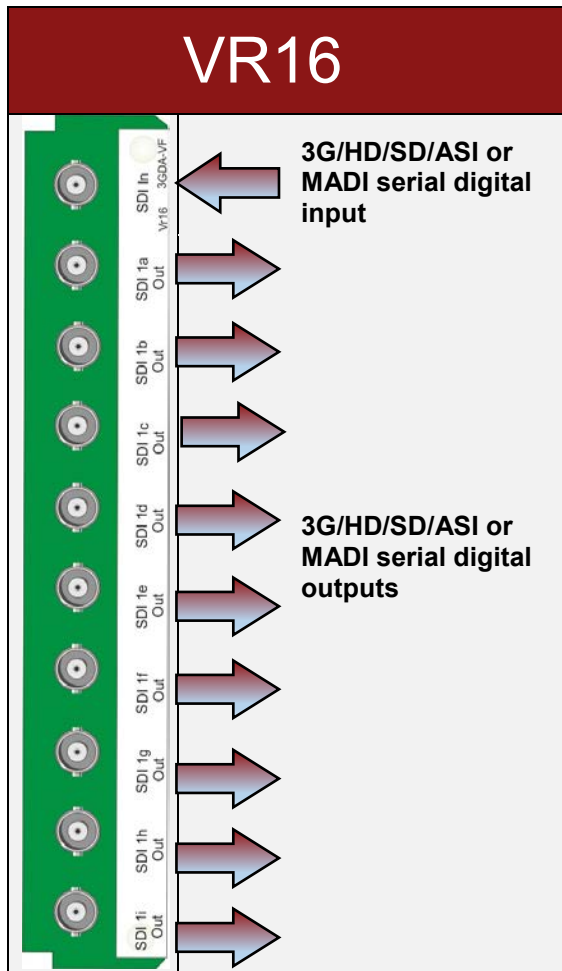 VR16
SDI In
3GDA-VF
Vr16
3G/HD/SD/ASI or
MADI serial digital
input
SDI 1a
Out
SDI 1b
Out
SDI 1c
Out
SDI 1d
Out
3G/HD/SD/ASI or
MADI serial digital
outputs
SDI 1e
Out
SDI 1f
Out
SDI 1g
Out
SDI 1h
Out
SDI 1i
Out